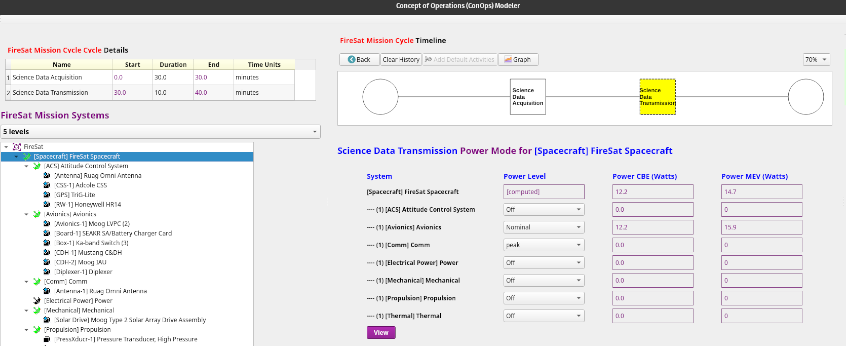 Concept of Operations (ConOps) Modeler
FireSat Mission Cycle Cycle Details
Name Start Duration End Time Units
1 Science Data Acquisition 0.0 30.0 30.0 minutes
2 Science Data Transmission 30.0 10.0 40.0 minutes
FireSat Mission Systems
5 levels
FireSat
[Spacecraft] FireSat Spacecraft
[ACS] Attitude Control System
[Antenna] Ruag Omni Antenna
[CSS-1] Adcole CSS
[GPS] TriG-Lite
[RW-1] Honeywell HR14
[Avionics] Avionics
[Avionics-1] Moog LVPC (2)
[Board-1] SEAKR SA/Battery Charger Card
[Box-1] Ka-band Switch (3)
[CDH-1] Mustang C&DH
[CDH-2] Moog IAU
[Diplexer-1] Diplexer
[Comm] Comm
[Antenna-1] Ruag Omni Antenna
[Electrical Power] Power
[Mechanical] Mechanical
[Solar Drive] Moog Type 2 Solar Array Drive Assembly
[Propulsion] Propulsion
[PressXducr-1] Pressure Transducer, High Pressure
FireSat Mission Cycle Timeline
Back Clear History Add Default Activities Graph 70%
Science
Data
Acquisition
Science
Data
Transmission
Science Data Transmission Power Mode for [Spacecraft] FireSat Spacecraft
System Power Level Power CBE (Watts) Power MEV (Watts)
[Spacecraft] FireSat Spacecraft [computed] 12.2 14.7
---- (1) [ACS] Attitude Control System Off 0.0 0
---- (1) [Avionics] Avionics Nominal 12.2 15.9
---- (1) [Comm] Comm peak 0.0 0
---- (1) [Electrical Power] Power Off 0.0 0
---- (1) [Mechanical] Mechanical Off 0.0 0
---- (1) [Propulsion] Propulsion Off 0.0 0
---- (1) [Thermal] Thermal Off 0.0 0
View